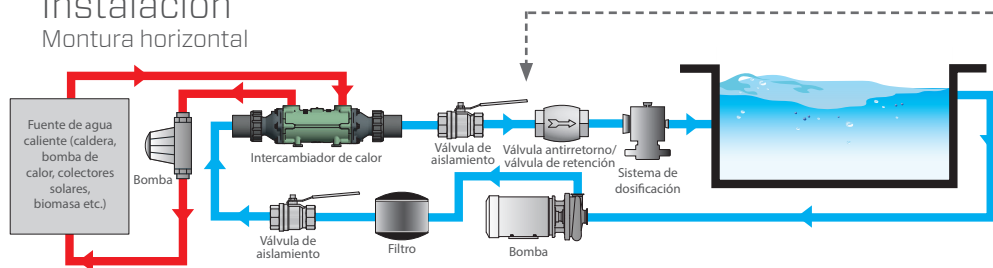 Instalación
Montura horizontal
Fuente de agua
caliente (caldera,
bomba de
calor, colectores
solares,
biomasa etc.)
Bomba
Intercambiador de calor
Válvula de
aislamiento
Válvula antirretorno/
válvula de retención
Sistema de
dosificación
Válvula de
aislamiento
Filtro
Bomba